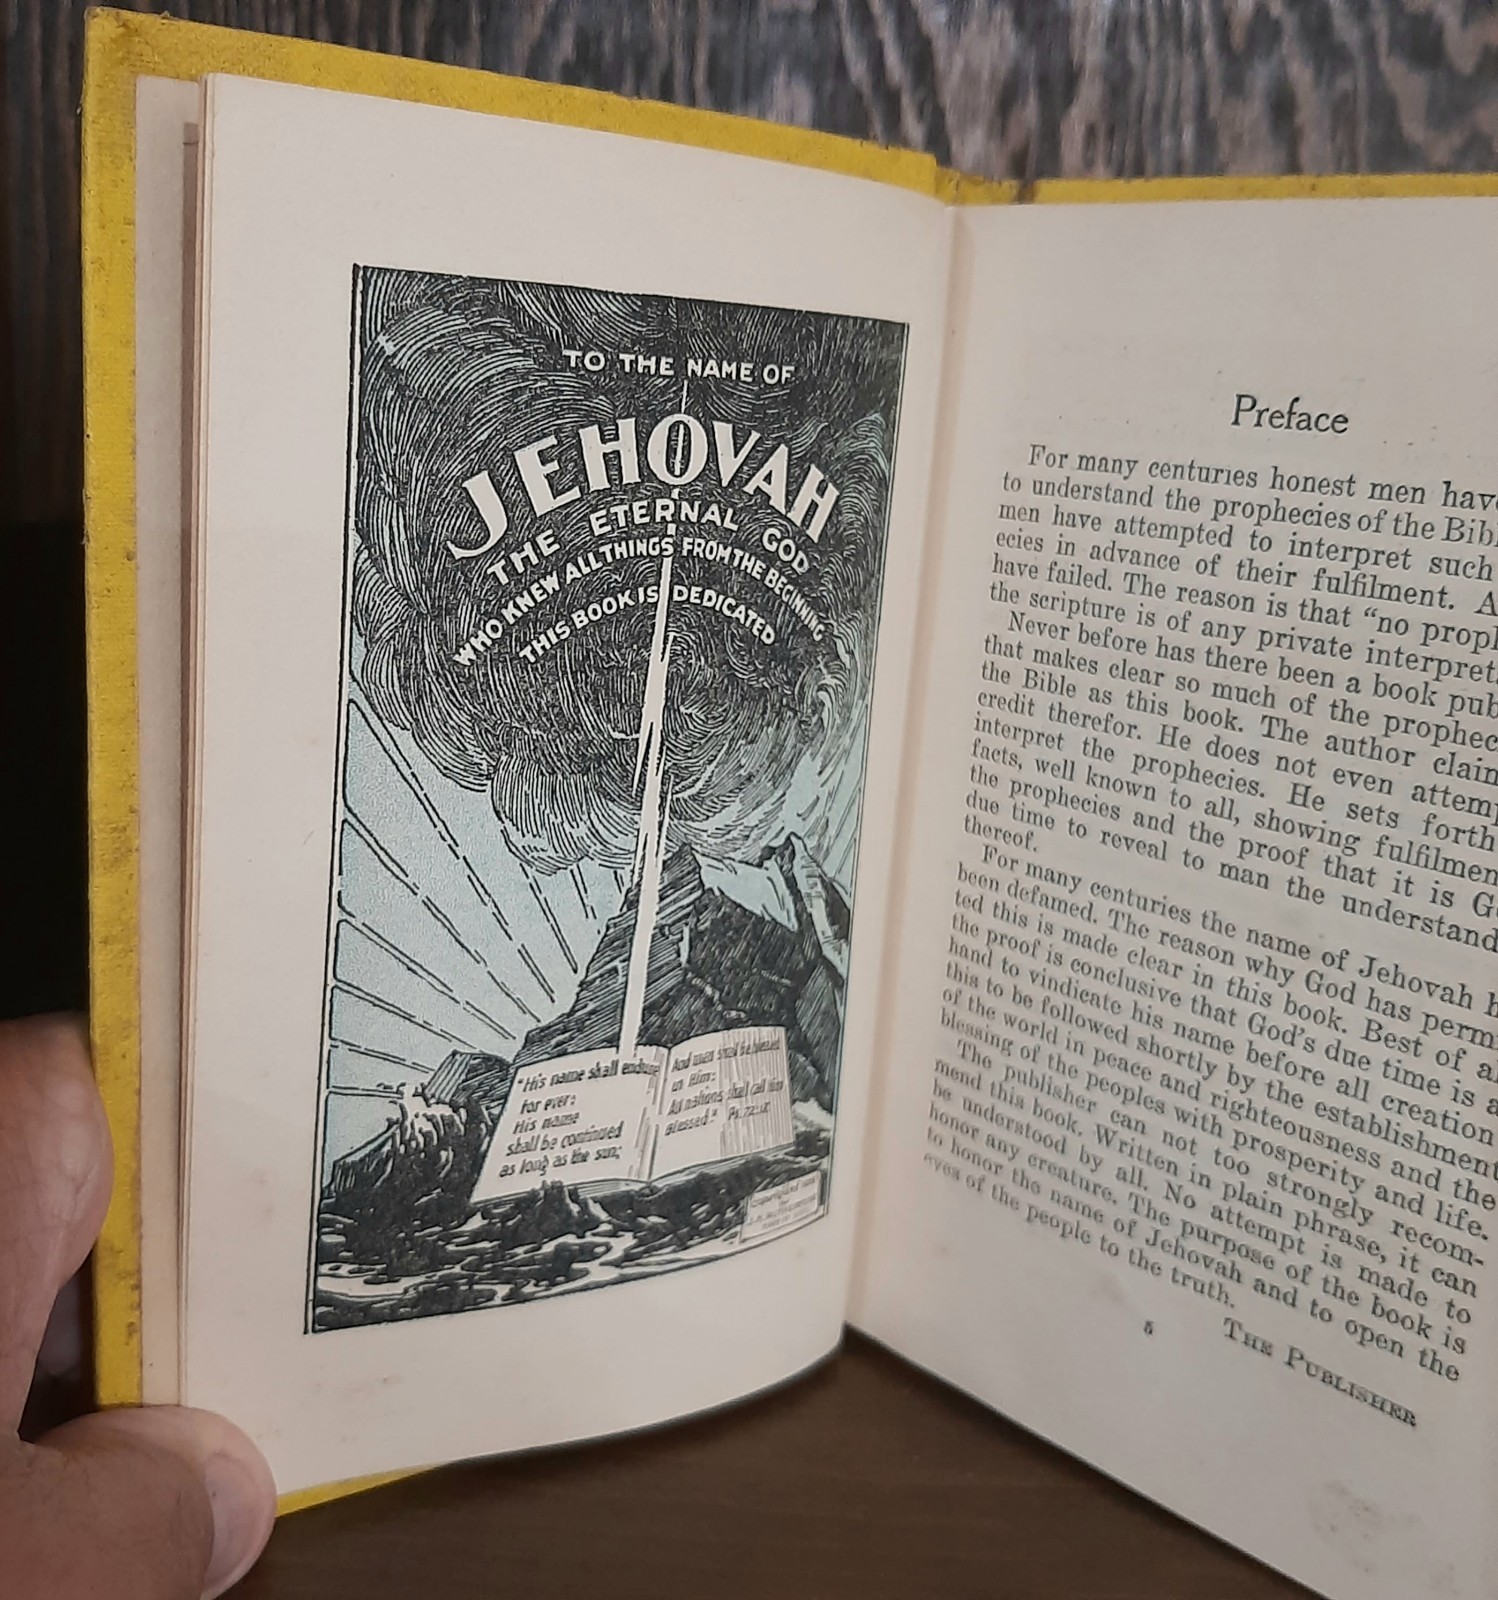 TO THE NAME OF
JEHOVAH
THE ETERNAL GOD
WHO KNEW ALL THINGS FROM THE BEGINNING
THIS BOOK IS DEDICATED
"His name shall endure
for ever:
His name
shall be continued
as long as the sun;
And men shall be blessed
in Him:
All nations shall call him
Blessed." Ps. 72:17
Preface
For many centuries honest men have
to understand the prophecies of the Bibl
men have attempted to interpret such
ecies in advance of their fulfilment. A
have failed. The reason is that "no proph
the scripture is of any private interpret
Never before has there been a book pub
that makes clear so much of the prophec
the Bible as this book. The author claim
credit therefor. He does not even attemp
interpret the prophecies. He sets forth
facts, well known to all, showing fulfilmen
the prophecies and the proof that it is G
due time to reveal to man the understand
thereof.
For many centuries the name of Jehovah h
been defamed. The reason why God has permi
ted this is made clear in this book. Best of al
the proof is conclusive that God's due time is a
hand to vindicate his name before all creation
this to be followed shortly by the establishment
of the world in peace and righteousness and the
blessing of the peoples with prosperity and life.
The publisher can not too strongly recom-
mend this book. Written in plain phrase, it can
be understood by all. No attempt is made to
honor any creature. The purpose of the book is
to honor the name of Jehovah and to open the
eyes of the people to the truth.
THE PUBLISHER
5